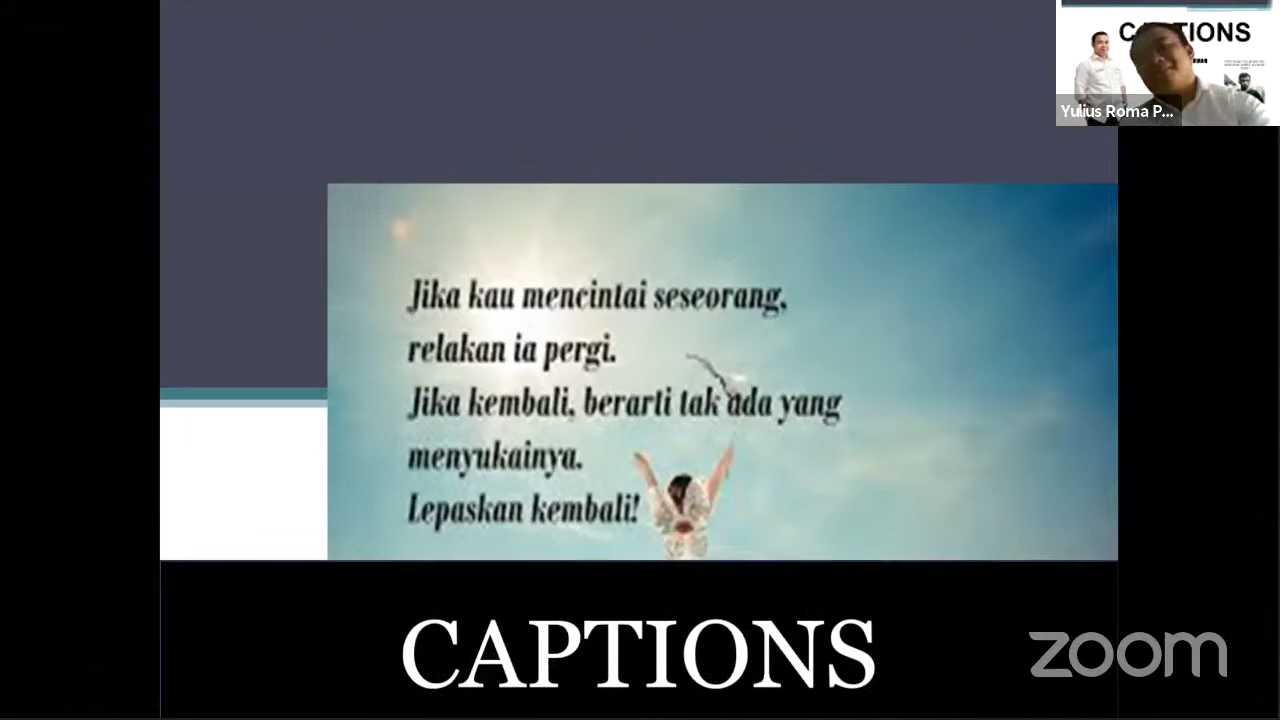 CAPTIONS
Yulius Roma P...
Jika kau mencintai seseorang,
relakan ia pergi.
Jika kembali, berarti tak ada yang
menyukainya.
Lepaskan kembali!
CAPTIONS
zoom